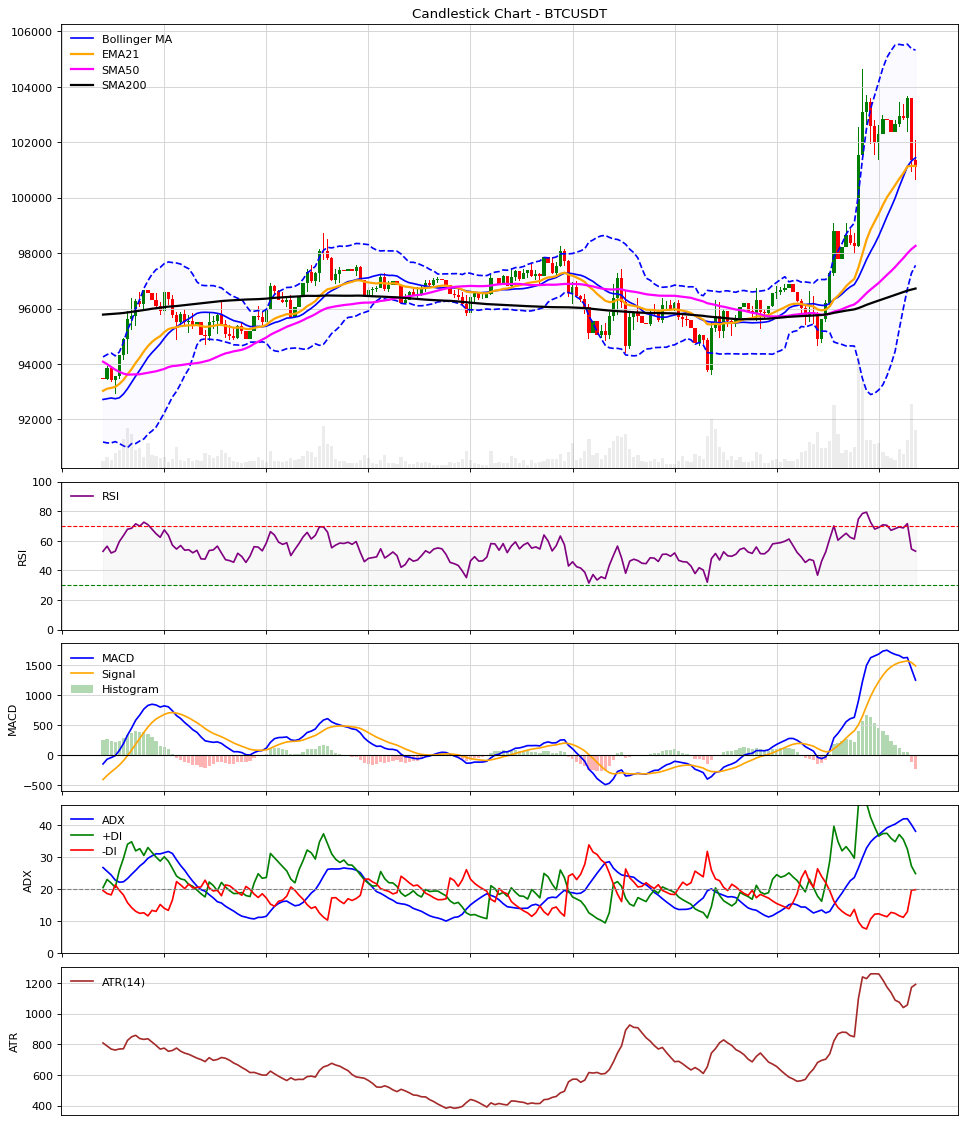 Candlestick Chart - BTCUSDT
106000
104000
102000
100000
98000
96000
94000
92000
Bollinger MA
EMA21
SMA50
SMA200
100
80
60
40
20
0
RSI
RSI
1500
1000
500
0
−500
MACD
MACD
Signal
Histogram
40
30
20
10
0
ADX
ADX
+DI
-DI
1200
1000
800
600
400
ATR
ATR(14)